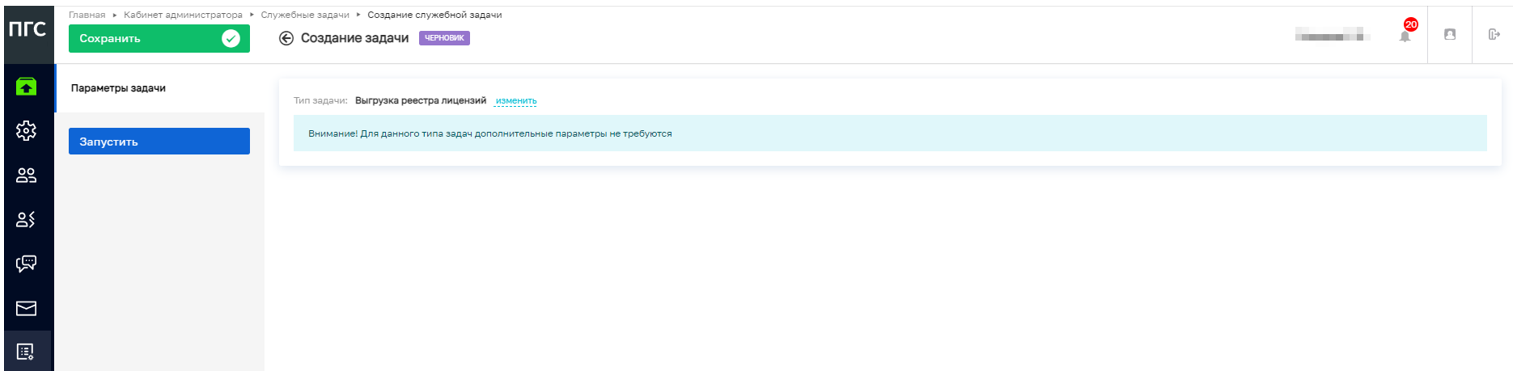 ПГС
Главная ▸ Кабинет администратора ▸ Служебные задачи ▸ Создание служебной задачи
Сохранить
Создание задачи ЧЕРНОВИК
20
Параметры задачи
Запустить
Тип задачи: Выгрузка реестра лицензий изменить
Внимание! Для данного типа задач дополнительные параметры не требуются